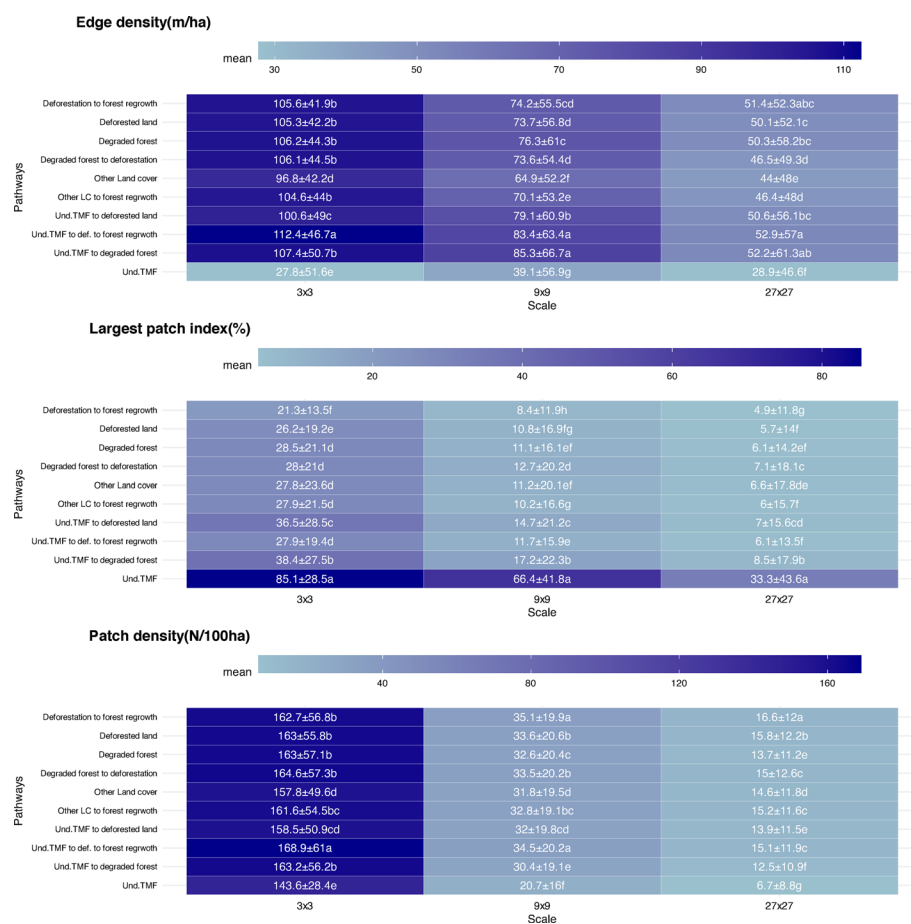 Edge density(m/ha)
mean
30 50 70 90 110
Pathways
Deforestation to forest regrowth 105.6±41.9b 74.2±55.5cd 51.4±52.3abc
Deforested land 105.3±42.2b 73.7±56.8d 50.1±52.1c
Degraded forest 106.2±44.3b 76.3±61c 50.3±58.2bc
Degraded forest to deforestation 106.1±44.5b 73.6±54.4d 46.5±49.3d
Other Land cover 96.8±42.2d 64.9±52.2f 44±48e
Other LC to forest regrwoth 104.6±44b 70.1±53.2e 46.4±48d
Und.TMF to deforested land 100.6±49c 79.1±60.9b 50.6±56.1bc
Und.TMF to def. to forest regrwoth 112.4±46.7a 83.4±63.4a 52.9±57a
Und.TMF to degraded forest 107.4±50.7b 85.3±66.7a 52.2±61.3ab
Und.TMF 27.8±51.6e 39.1±56.9g 28.9±46.6f
3x3 9x9 27x27
Scale
Largest patch index(%)
mean
20 40 60 80
Pathways
Deforestation to forest regrowth 21.3±13.5f 8.4±11.9h 4.9±11.8g
Deforested land 26.2±19.2e 10.8±16.9fg 5.7±14f
Degraded forest 28.5±21.1d 11.1±16.1ef 6.1±14.2ef
Degraded forest to deforestation 28±21d 12.7±20.2d 7.1±18.1c
Other Land cover 27.8±23.6d 11.2±20.1ef 6.6±17.8de
Other LC to forest regrwoth 27.9±21.5d 10.2±16.6g 6±15.7f
Und.TMF to deforested land 36.5±28.5c 14.7±21.2c 7±15.6cd
Und.TMF to def. to forest regrwoth 27.9±19.4d 11.7±15.9e 6.1±13.5f
Und.TMF to degraded forest 38.4±27.5b 17.2±22.3b 8.5±17.9b
Und.TMF 85.1±28.5a 66.4±41.8a 33.3±43.6a
3x3 9x9 27x27
Scale
Patch density(N/100ha)
mean
40 80 120 160
Pathways
Deforestation to forest regrowth 162.7±56.8b 35.1±19.9a 16.6±12a
Deforested land 163±55.8b 33.6±20.6b 15.8±12.2b
Degraded forest 163±57.1b 32.6±20.4c 13.7±11.2e
Degraded forest to deforestation 164.6±57.3b 33.5±20.2b 15±12.6c
Other Land cover 157.8±49.6d 31.8±19.5d 14.6±11.8d
Other LC to forest regrwoth 161.6±54.5bc 32.8±19.1bc 15.2±11.6c
Und.TMF to deforested land 158.5±50.9cd 32±19.8cd 13.9±11.5e
Und.TMF to def. to forest regrwoth 168.9±61a 34.5±20.2a 15.1±11.9c
Und.TMF to degraded forest 163.2±56.2b 30.4±19.1e 12.5±10.9f
Und.TMF 143.6±28.4e 20.7±16f 6.7±8.8g
3x3 9x9 27x27
Scale